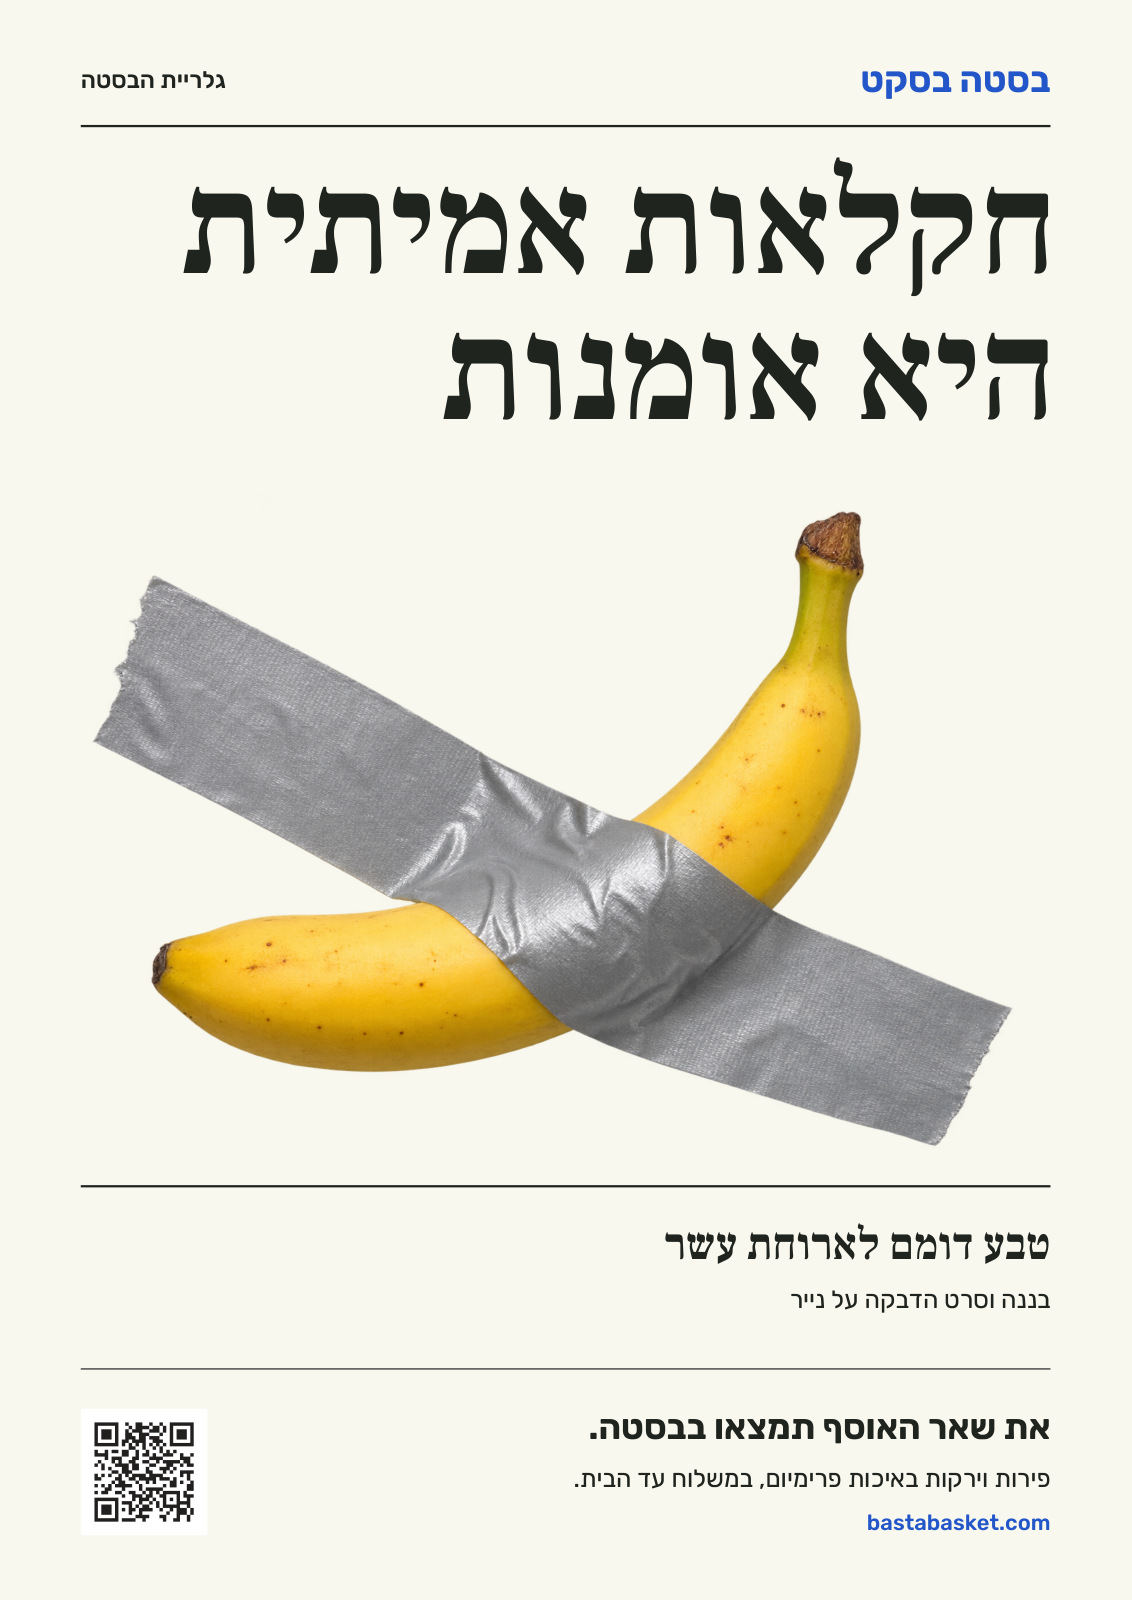 בסטה בסקט
גלריית הבסטה
חקלאות אמיתית
היא אומנות
טבע דומם לארוחת עשר
בננה וסרט הדבקה על נייר
את שאר האוסף תמצאו בבסטה.
פירות וירקות באיכות פרימיום, במשלוח עד הבית.
bastabasket.com